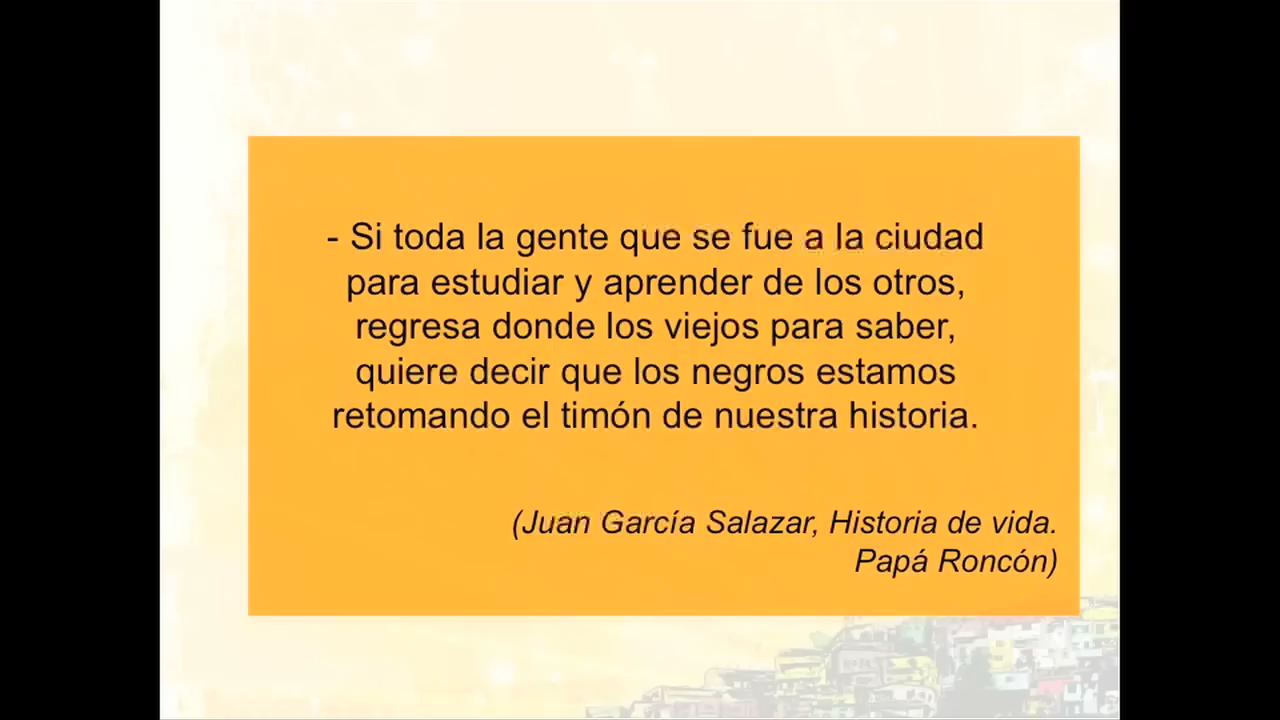 - Si toda la gente que se fue a la ciudad
para estudiar y aprender de los otros,
regresa donde los viejos para saber,
quiere decir que los negros estamos
retomando el timón de nuestra historia.
(Juan García Salazar, Historia de vida.
Papá Roncón)